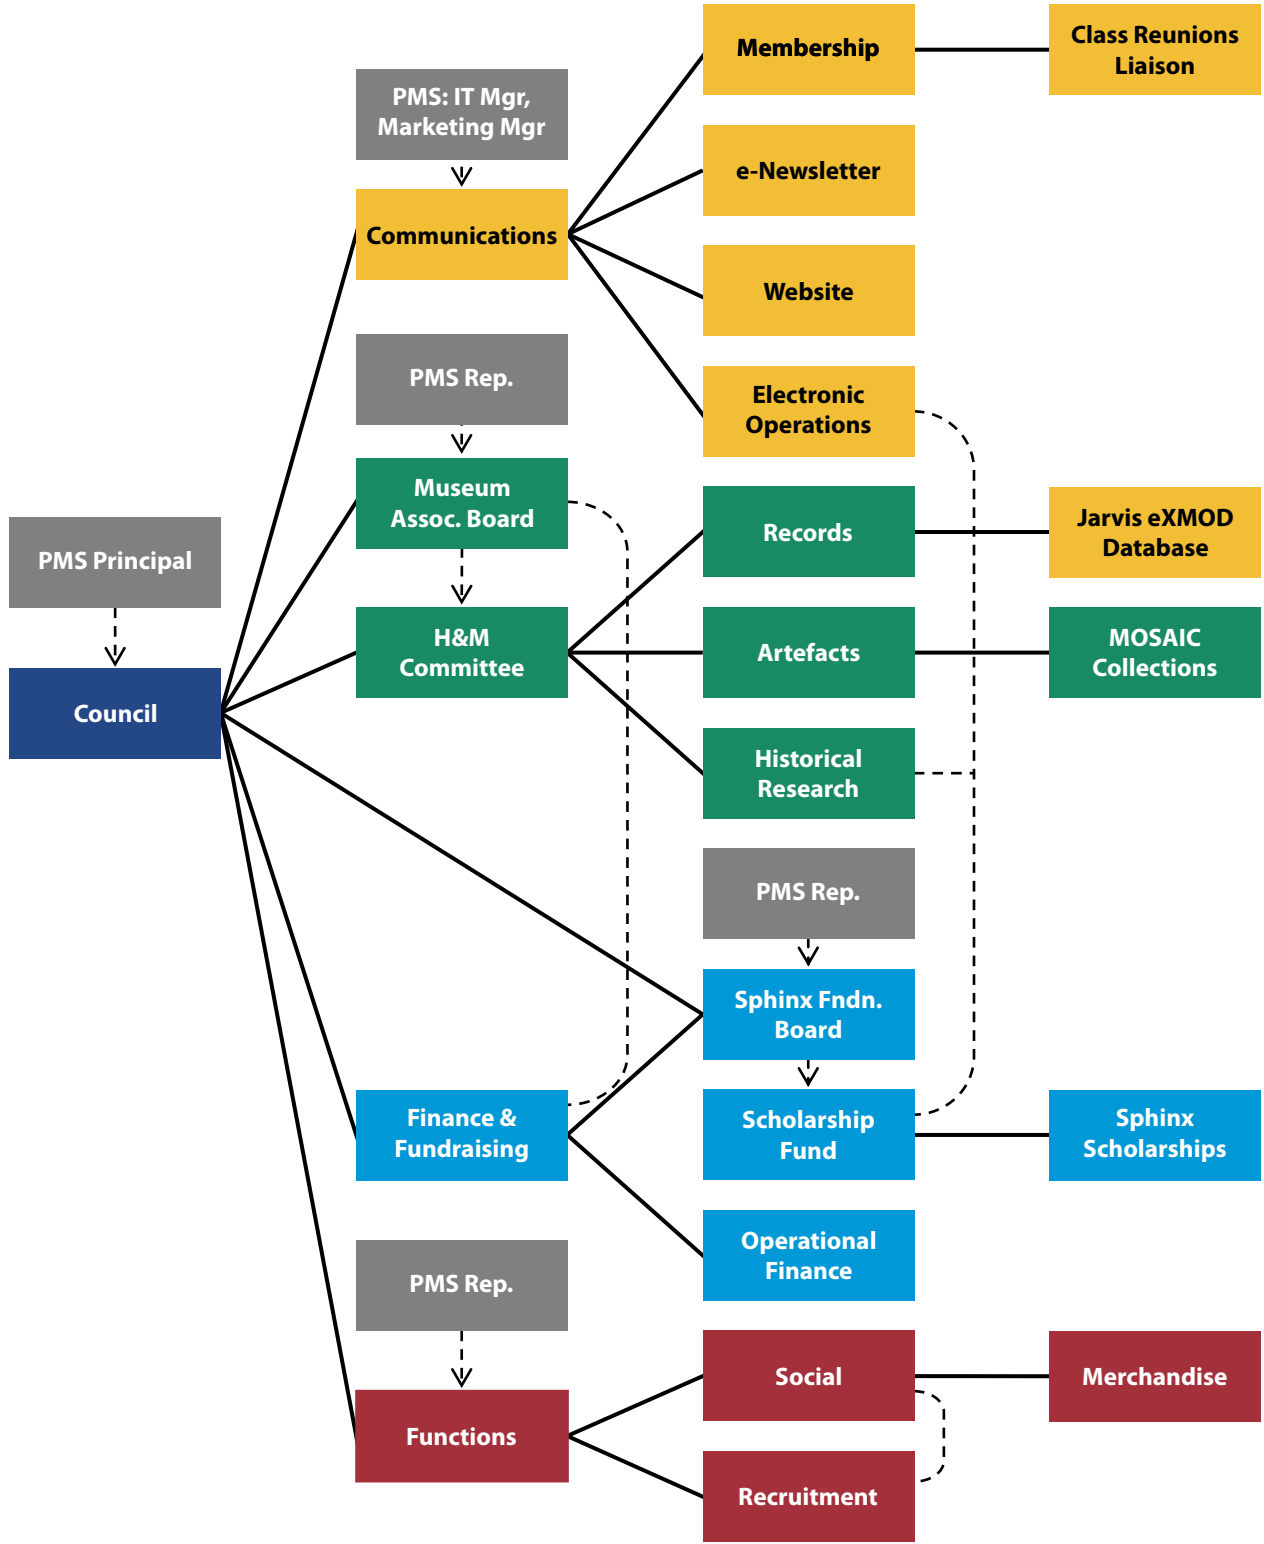 Membership
Class Reunions
Liaison
PMS: IT Mgr,
Marketing Mgr
e-Newsletter
Communications
Website
PMS Rep.
Electronic
Operations
Museum
Assoc. Board
Records
Jarvis eXMOD
Database
PMS Principal
H&M
Committee
Artefacts
MOSAIC
Collections
Council
Historical
Research
PMS Rep.
Sphinx Fndn.
Board
Finance &
Fundraising
Scholarship
Fund
Sphinx
Scholarships
Operational
Finance
PMS Rep.
Social
Merchandise
Functions
Recruitment